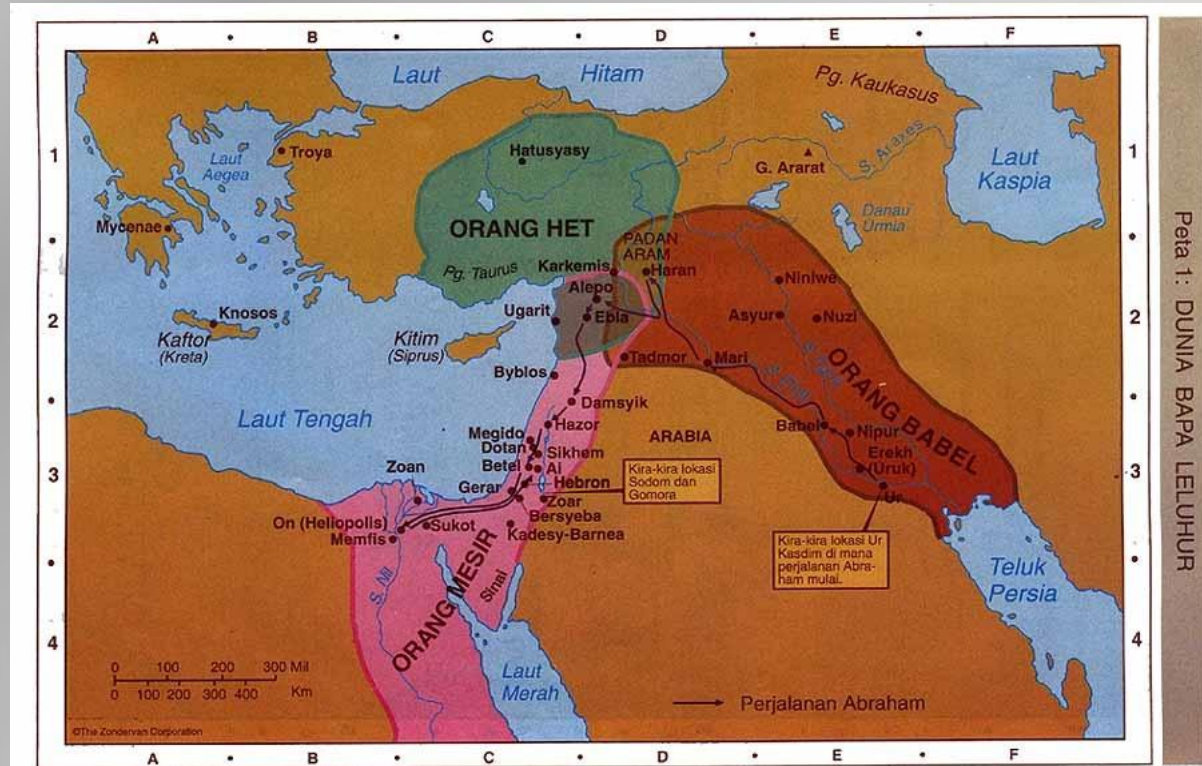 A • B • C • D • E • F
Laut Hitam
Pg. Kaukasus
1
1
Troya
Hatusyasy
G. Ararat
S. Araxes
Laut
Kaspia
Laut
Aegea
Mycenae
ORANG HET
PADAN
ARAM
Danau
Urmia
Pg. Taurus
Karkemis
Haran
Niniwe
Alepo
Knosos
Kaftor
(Kreta)
Kitim
(Siprus)
Ugarit
Ebla
Asyur
Nuzi
2
2
Byblos
Tadmor
Mari
ORANG BABEL
Laut Tengah
Damsyik
Hazor
Babel
Nipur
Megido
Dotan
Sikhem
ARABIA
Erekh
(Uruk)
Betel
Ai
3
3
Zoan
Hebron
Kira-kira lokasi
Sodom dan
Gomora
Ur
Gerar
Zoar
Bersyeba
On (Heliopolis)
Sukot
Kadesy-Barnea
Memfis
Kira-kira lokasi Ur
Kasdim di mana
perjalanan Abra-
ham mulai.
S. Nil
ORANG MESIR
Sinai
Teluk
Persia
4
4
0 100 200 300 Mil
0 100 200 300 400 Km
Laut
Merah
Perjalanan Abraham
©The Zondervan Corporation
A • B • C • D • E • F
Peta 1: DUNIA BAPA LELUHUR